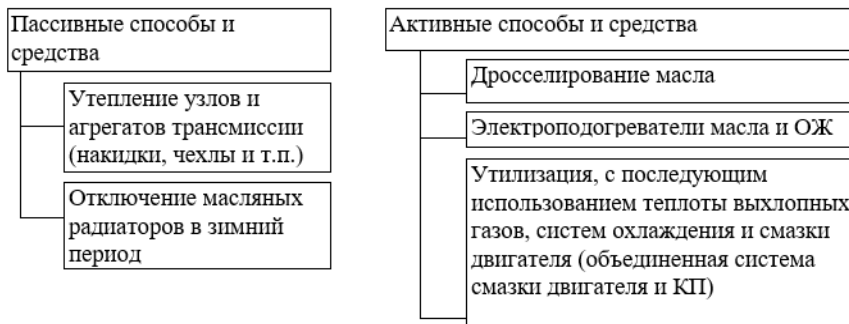 Пассивные способы и
средства
Утепление узлов и
агрегатов трансмиссии
(накидки, чехлы и т.п.)
Отключение масляных
радиаторов в зимний
период
Активные способы и средства
Дросселирование масла
Электроподогреватели масла и ОЖ
Утилизация, с последующим
использованием теплоты выхлопных
газов, систем охлаждения и смазки
двигателя (объединенная система
смазки двигателя и КП)